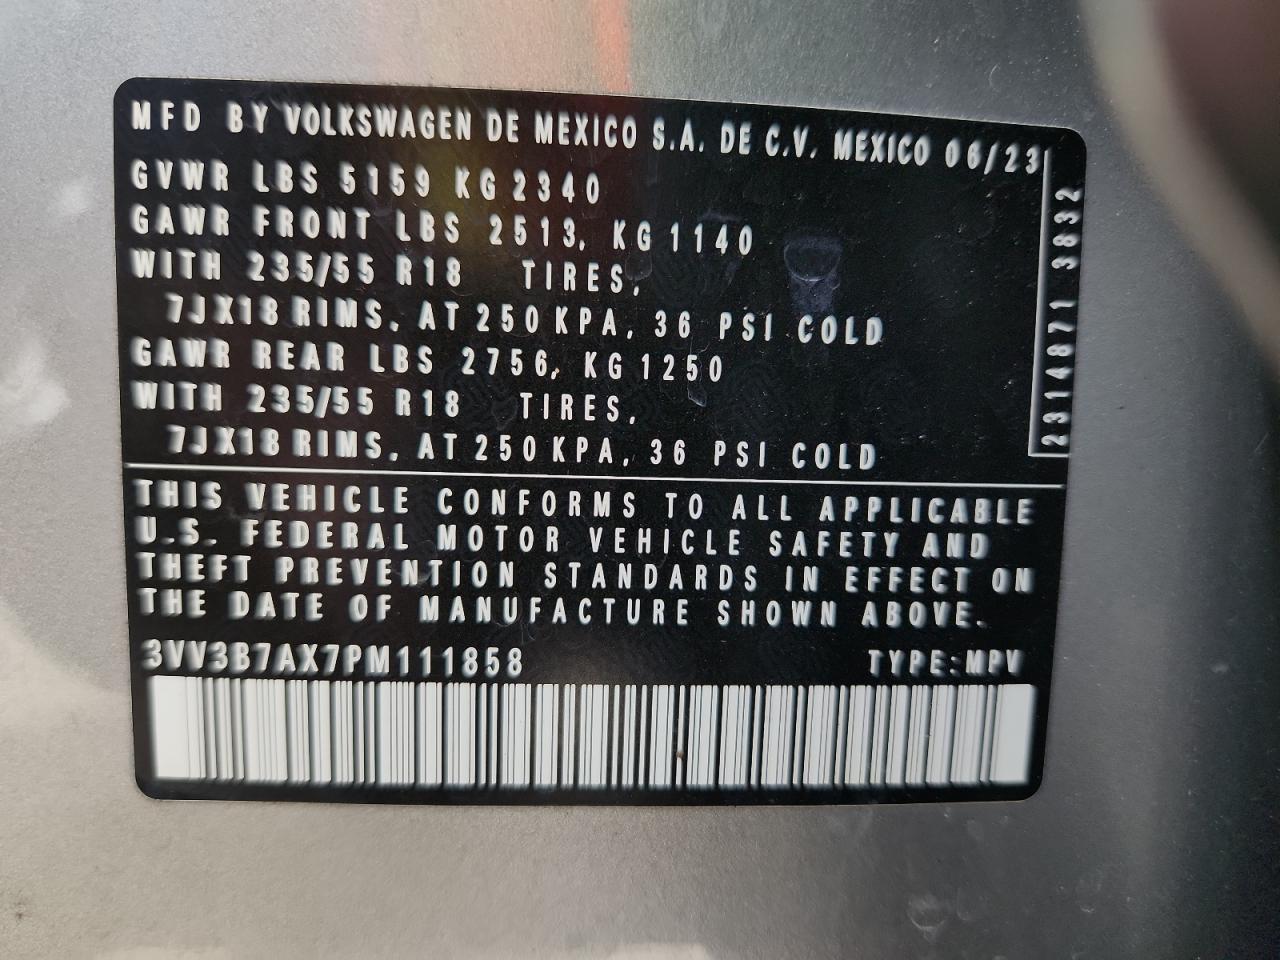 MFD BY VOLKSWAGEN DE MEXICO S.A. DE C.V. MEXICO 06/23
GVWR LBS 5159 KG 2340
GAWR FRONT LBS 2513, KG 1140
WITH 235/55 R18 TIRES,
7JX18 RIMS, AT 250 KPA, 36 PSI COLD
GAWR REAR LBS 2756, KG 1250
WITH 235/55 R18 TIRES,
7JX18 RIMS, AT 250 KPA, 36 PSI COLD
2314871 3832
THIS VEHICLE CONFORMS TO ALL APPLICABLE
U.S. FEDERAL MOTOR VEHICLE SAFETY AND
THEFT PREVENTION STANDARDS IN EFFECT ON
THE DATE OF MANUFACTURE SHOWN ABOVE.
3VV3B7AX7PM111858 TYPE:MPV